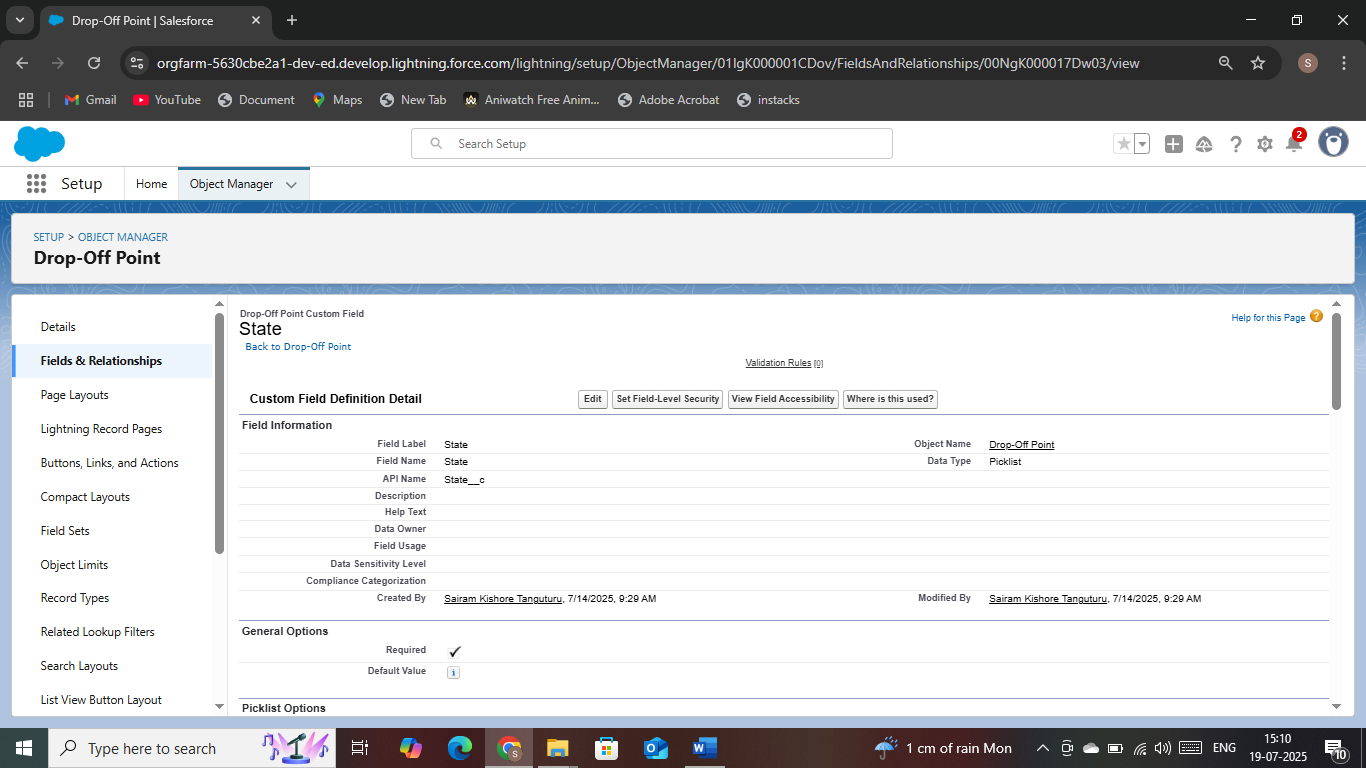 Drop-Off Point | Salesforce
orgfarm-5630cbe2a1-dev-ed.develop.lightning.force.com/lightning/setup/ObjectManager/01IgK000001CDov/FieldsAndRelationships/00NgK000017Dw03/view
S
Gmail YouTube Document Maps New Tab Aniwatch Free Anim... Adobe Acrobat instacks
Search Setup
2
Setup Home Object Manager
SETUP > OBJECT MANAGER
Drop-Off Point
Details
Fields & Relationships
Page Layouts
Lightning Record Pages
Buttons, Links, and Actions
Compact Layouts
Field Sets
Object Limits
Record Types
Related Lookup Filters
Search Layouts
List View Button Layout
Drop-Off Point Custom Field
State
Back to Drop-Off Point
Help for this Page ?
Validation Rules [0]
Custom Field Definition Detail Edit Set Field-Level Security View Field Accessibility Where is this used?
Field Information
Field Label State Object Name Drop-Off Point
Field Name State Data Type Picklist
API Name State__c
Description
Help Text
Data Owner
Field Usage
Data Sensitivity Level
Compliance Categorization
Created By Sairam Kishore Tanguturu, 7/14/2025, 9:29 AM Modified By Sairam Kishore Tanguturu, 7/14/2025, 9:29 AM
General Options
Required ✓
Default Value i
Picklist Options
Type here to search
1 cm of rain Mon
ENG
15:10
19-07-2025
10